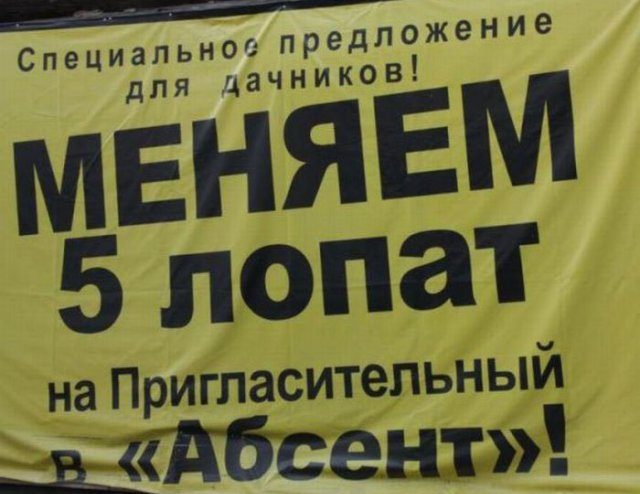 Специальное предложение
для дачников!
МЕНЯЕМ
5 лопат
на Пригласительный
в «Абсент»!